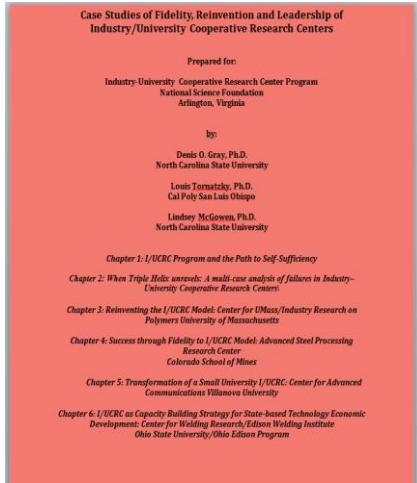 Case Studies of Fidelity, Reinvention and Leadership of
Industry/University Cooperative Research Centers
Prepared for:
Industry-University Cooperative Research Center Program
National Science Foundation
Arlington, Virginia
by:
Denis O. Gray, Ph.D.
North Carolina State University
Louis Tornatzky, Ph.D.
Cal Poly San Luis Obispo
Lindsey McGowen, Ph.D.
North Carolina State University
Chapter 1: I/UCRC Program and the Path to Self-Sufficiency
Chapter 2: When Triple Helix unravels: A multi-case analysis of failures in Industry–
University Cooperative Research Centers\
Chapter 3: Reinventing the I/UCRC Model: Center for UMass/Industry Research on
Polymers University of Massachusetts
Chapter 4: Success through Fidelity to I/UCRC Model: Advanced Steel Processing
Research Center
Colorado School of Mines
Chapter 5: Transformation of a Small University I/UCRC: Center for Advanced
Communications Villanova University
Chapter 6: I/UCRC as Capacity Building Strategy for State-based Technology Economic
Development: Center for Welding Research/Edison Welding Institute
Ohio State University/Ohio Edison Program